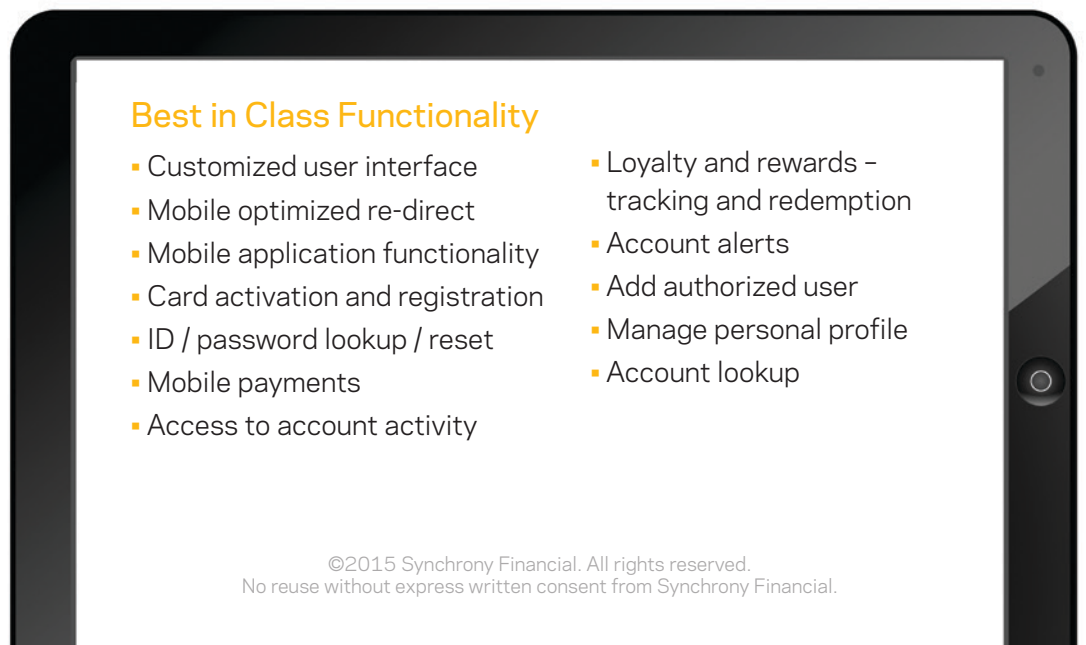 Best in Class Functionality
▪ Customized user interface
▪ Mobile optimized re-direct
▪ Mobile application functionality
▪ Card activation and registration
▪ ID / password lookup / reset
▪ Mobile payments
▪ Access to account activity
▪ Loyalty and rewards –
tracking and redemption
▪ Account alerts
▪ Add authorized user
▪ Manage personal profile
▪ Account lookup
©2015 Synchrony Financial. All rights reserved.
No reuse without express written consent from Synchrony Financial.